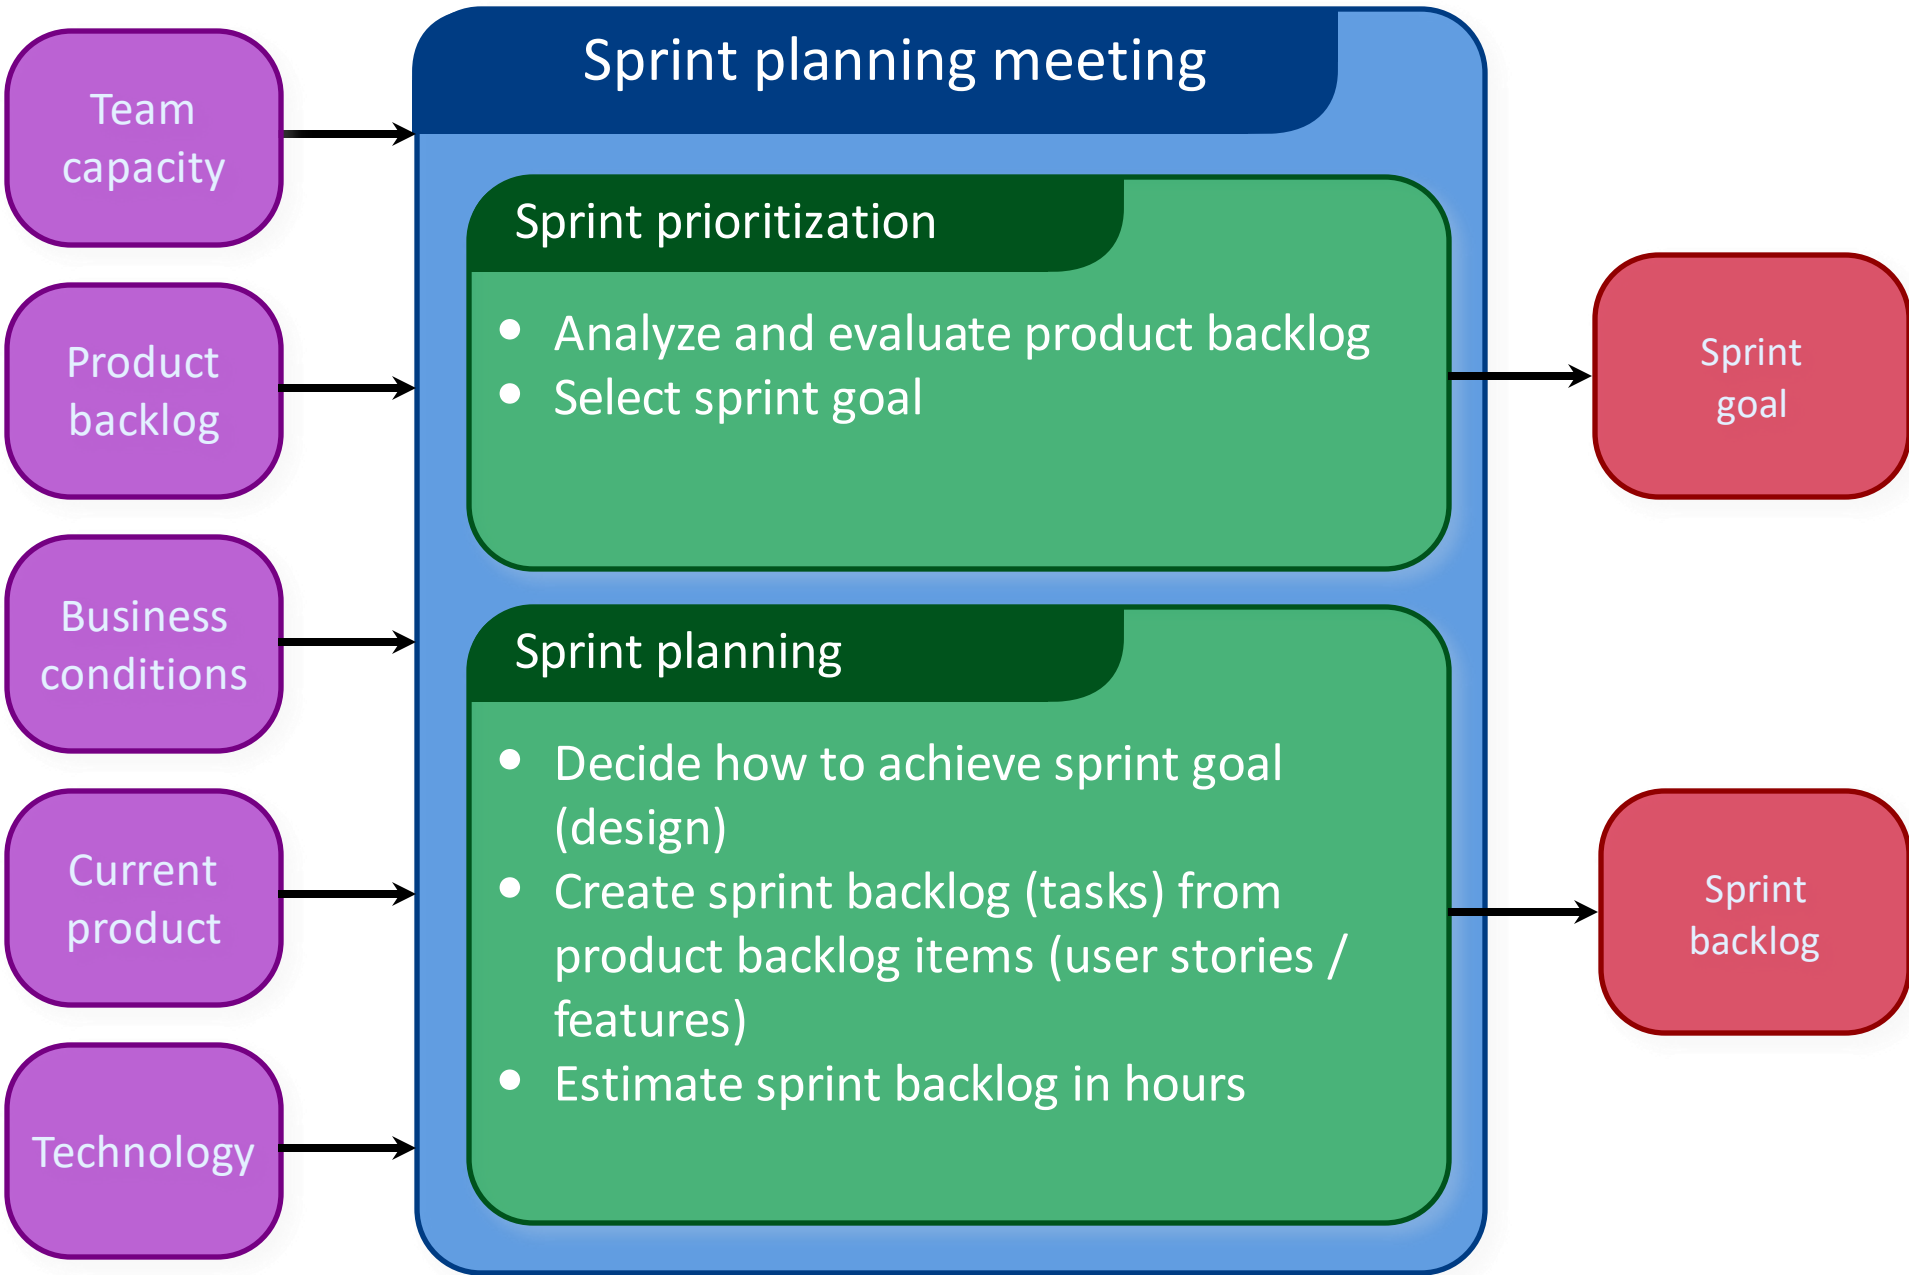 Team
capacity
Product
backlog
Business
conditions
Current
product
Technology
Sprint planning meeting
Sprint prioritization
• Analyze and evaluate product backlog
• Select sprint goal
Sprint planning
• Decide how to achieve sprint goal
(design)
• Create sprint backlog (tasks) from
product backlog items (user stories /
features)
• Estimate sprint backlog in hours
Sprint
goal
Sprint
backlog